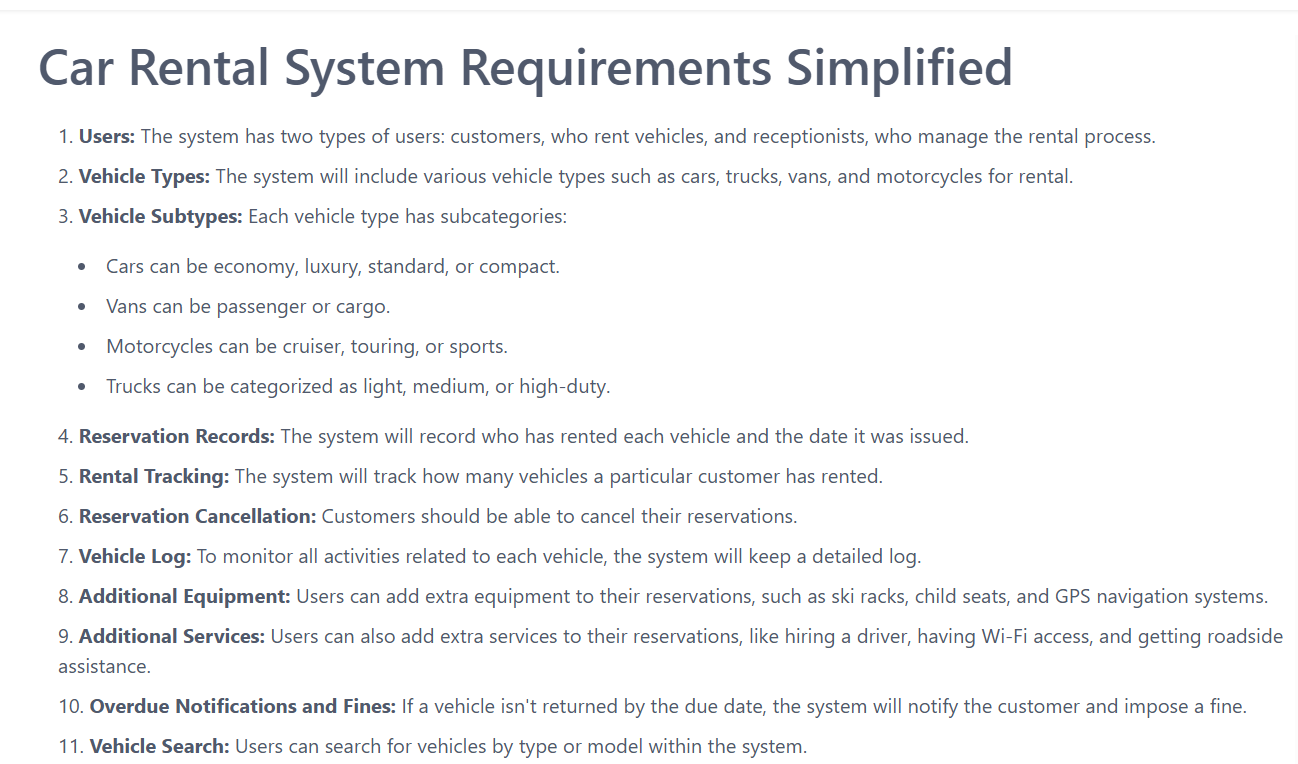 Car Rental System Requirements Simplified
1. Users: The system has two types of users: customers, who rent vehicles, and receptionists, who manage the rental process.
2. Vehicle Types: The system will include various vehicle types such as cars, trucks, vans, and motorcycles for rental.
3. Vehicle Subtypes: Each vehicle type has subcategories:
• Cars can be economy, luxury, standard, or compact.
• Vans can be passenger or cargo.
• Motorcycles can be cruiser, touring, or sports.
• Trucks can be categorized as light, medium, or high-duty.
4. Reservation Records: The system will record who has rented each vehicle and the date it was issued.
5. Rental Tracking: The system will track how many vehicles a particular customer has rented.
6. Reservation Cancellation: Customers should be able to cancel their reservations.
7. Vehicle Log: To monitor all activities related to each vehicle, the system will keep a detailed log.
8. Additional Equipment: Users can add extra equipment to their reservations, such as ski racks, child seats, and GPS navigation systems.
9. Additional Services: Users can also add extra services to their reservations, like hiring a driver, having Wi-Fi access, and getting roadside
assistance.
10. Overdue Notifications and Fines: If a vehicle isn't returned by the due date, the system will notify the customer and impose a fine.
11. Vehicle Search: Users can search for vehicles by type or model within the system.